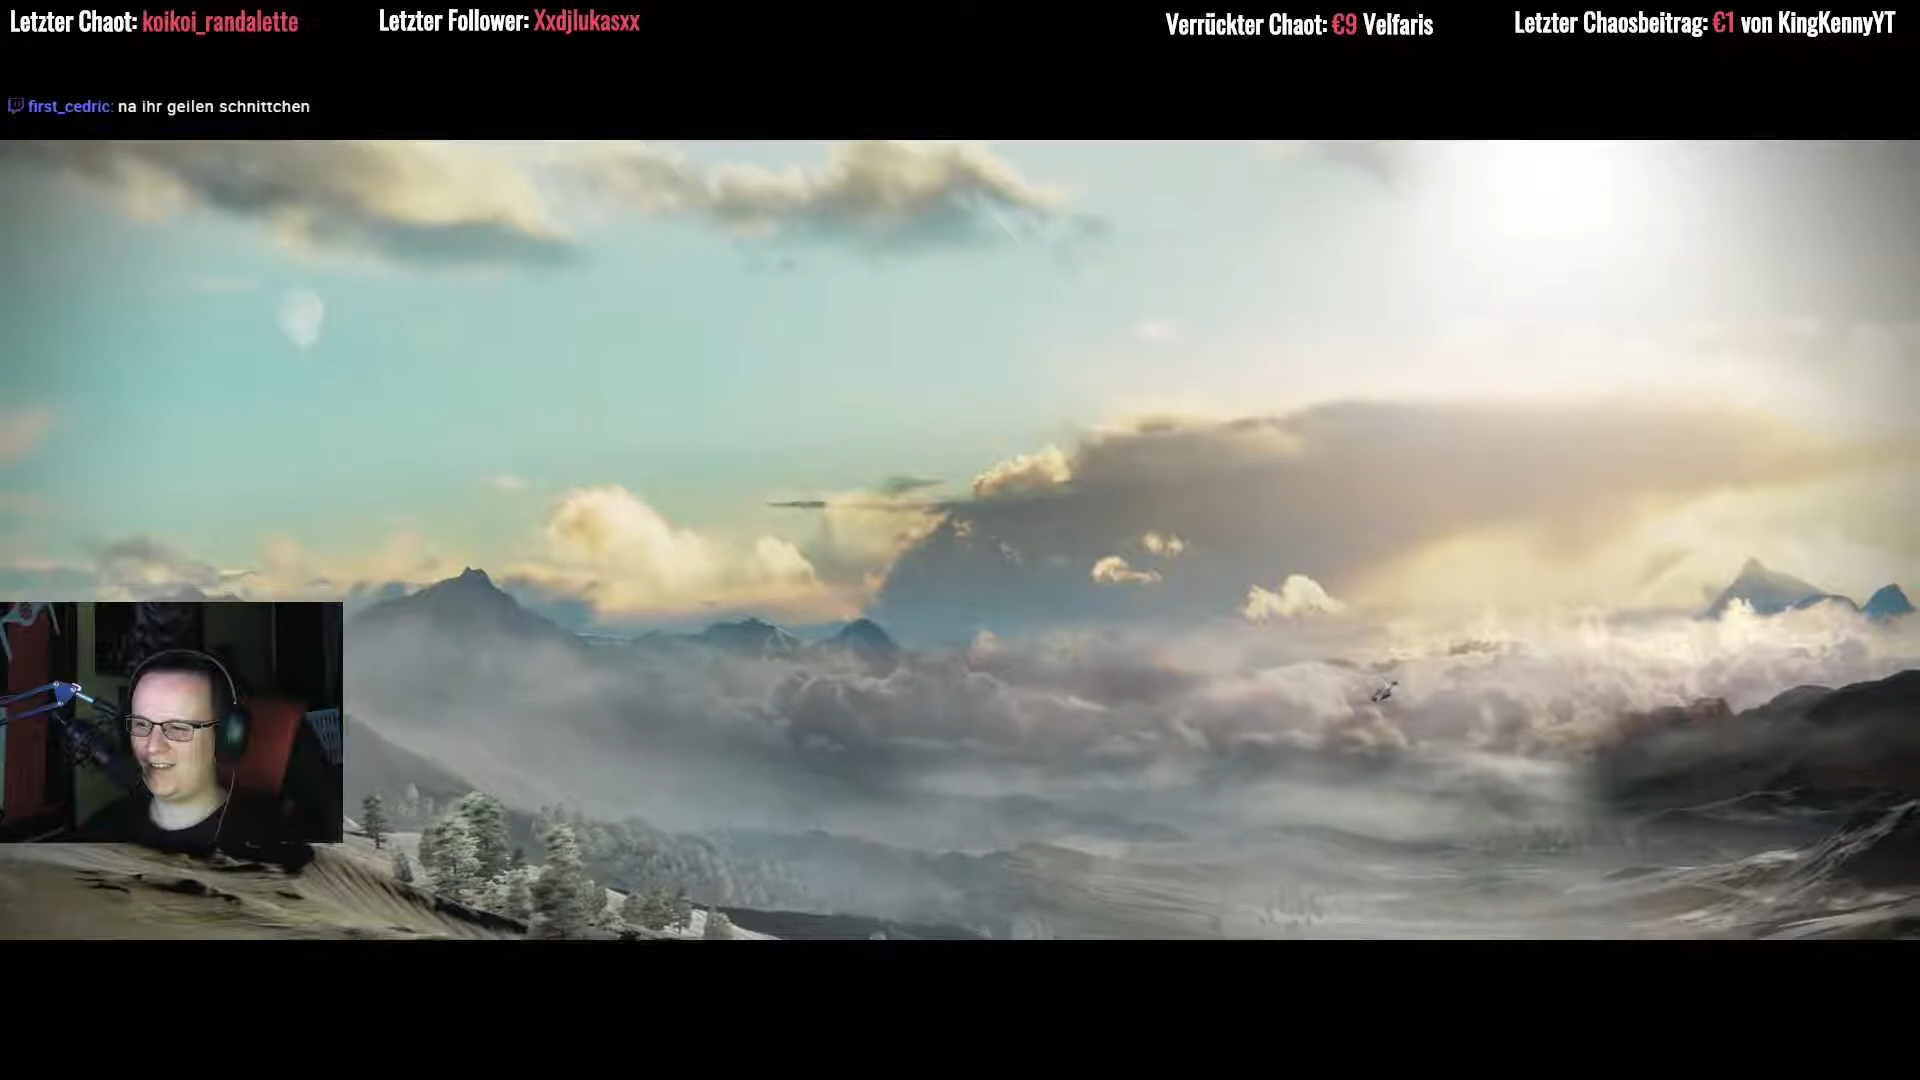 Letzter Chaot: koikoi_randalette
Letzter Follower: Xxdjlukasxx
Verrückter Chaot: €9 Velfaris
Letzter Chaosbeitrag: €1 von KingKennyYT
first_cedric: na ihr geilen schnittchen